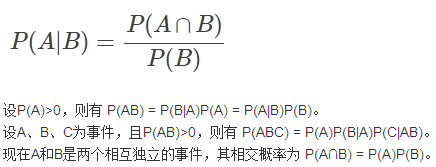 P(A|B) = P(A∩B) / P(B)
设P(A)>0，则有 P(AB) = P(B|A)P(A) = P(A|B)P(B)。
设A、B、C为事件，且P(AB)>0，则有 P(ABC) = P(A)P(B|A)P(C|AB)。
现在A和B是两个相互独立的事件，其相交概率为 P(A∩B) = P(A)P(B)。